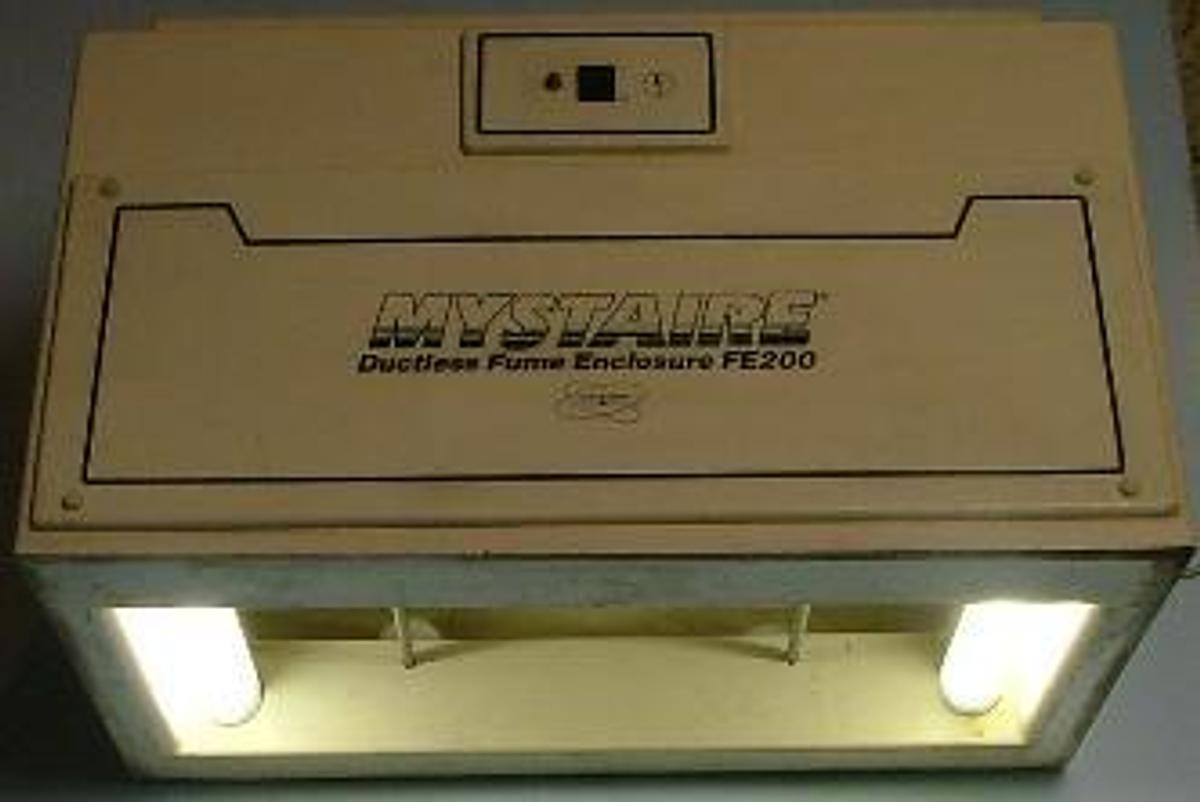 MYSTAIRE
Ductless Fume Enclosure FE200